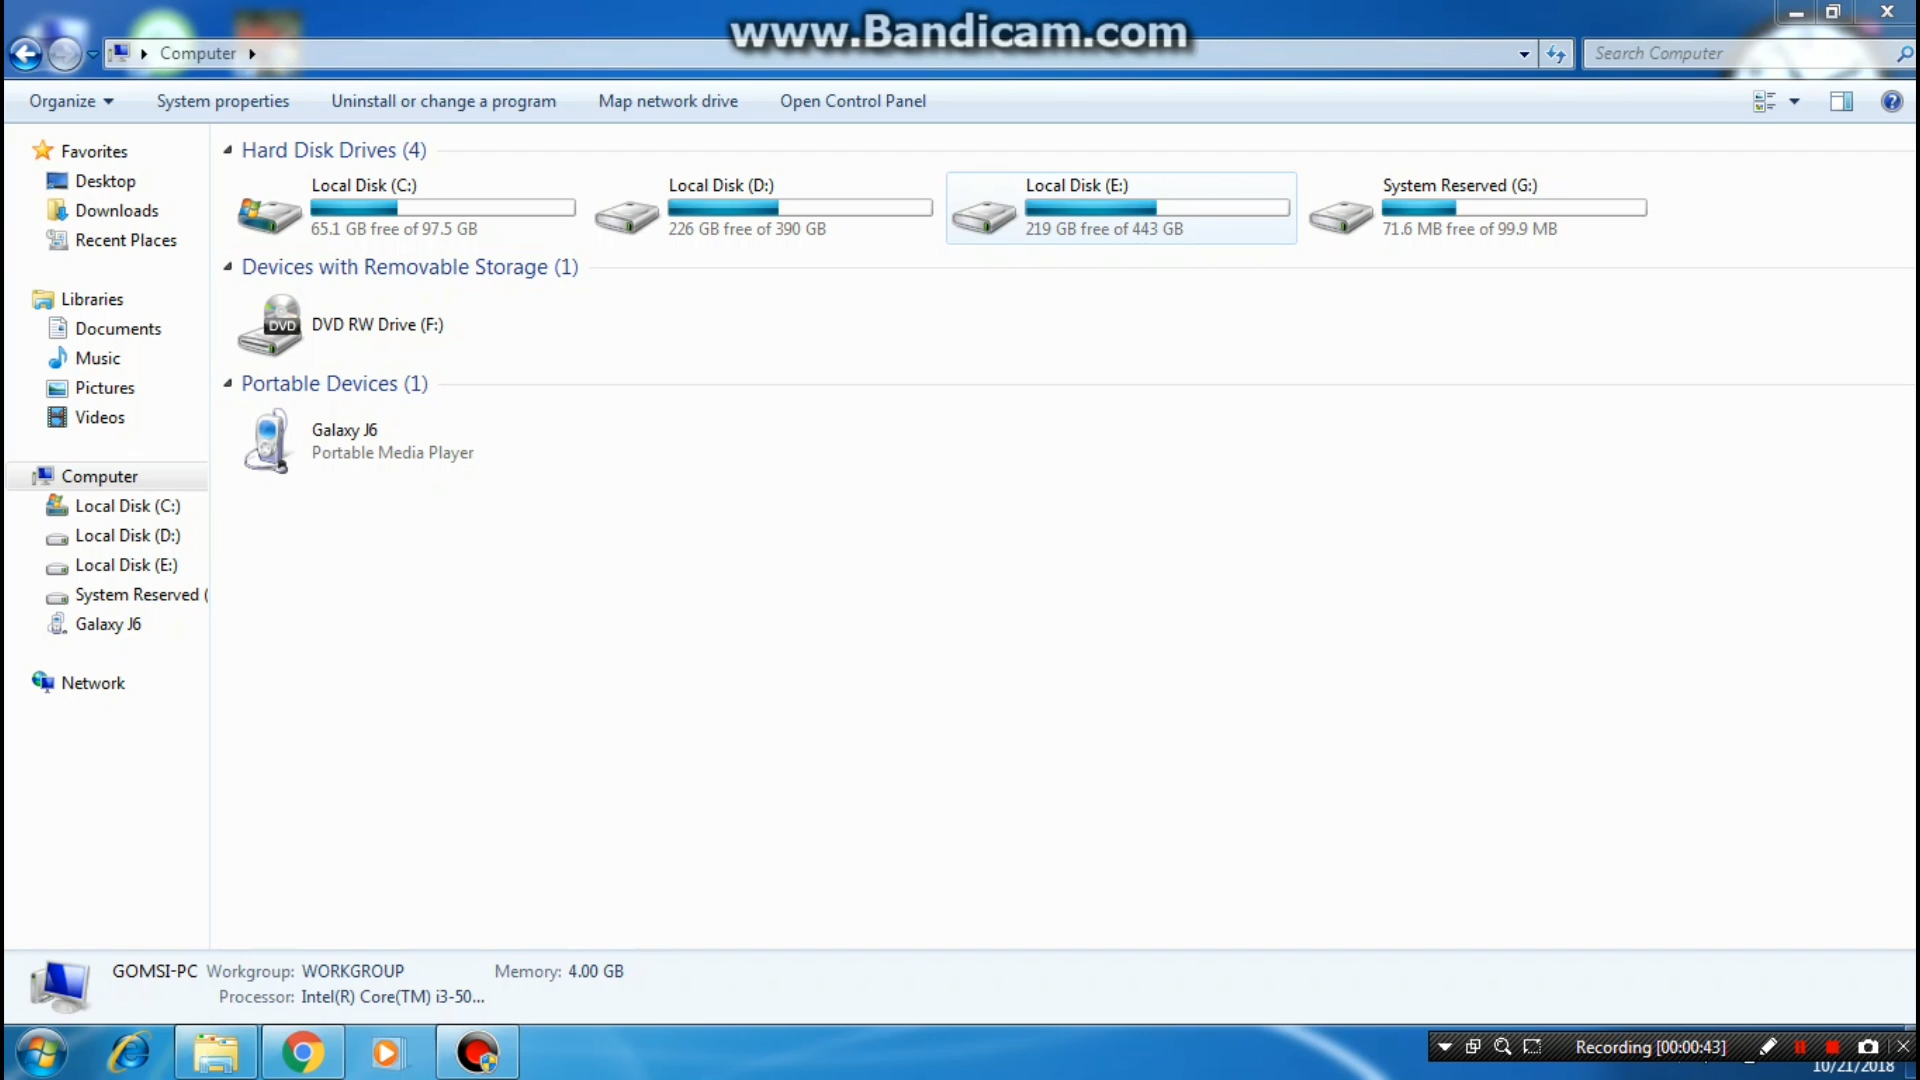 www.Bandicam.com
Computer
Search Computer
Organize System properties Uninstall or change a program Map network drive Open Control Panel
Favorites
Desktop
Downloads
Recent Places
Libraries
Documents
Music
Pictures
Videos
Computer
Local Disk (C:)
Local Disk (D:)
Local Disk (E:)
System Reserved (
Galaxy J6
Network
Hard Disk Drives (4)
Local Disk (C:)
65.1 GB free of 97.5 GB
Local Disk (D:)
226 GB free of 390 GB
Local Disk (E:)
219 GB free of 443 GB
System Reserved (G:)
71.6 MB free of 99.9 MB
Devices with Removable Storage (1)
DVD
DVD RW Drive (F:)
Portable Devices (1)
Galaxy J6
Portable Media Player
GOMSI-PC Workgroup: WORKGROUP Memory: 4.00 GB
Processor: Intel(R) Core(TM) i3-50...
Recording [00:00:43]
10/21/2018